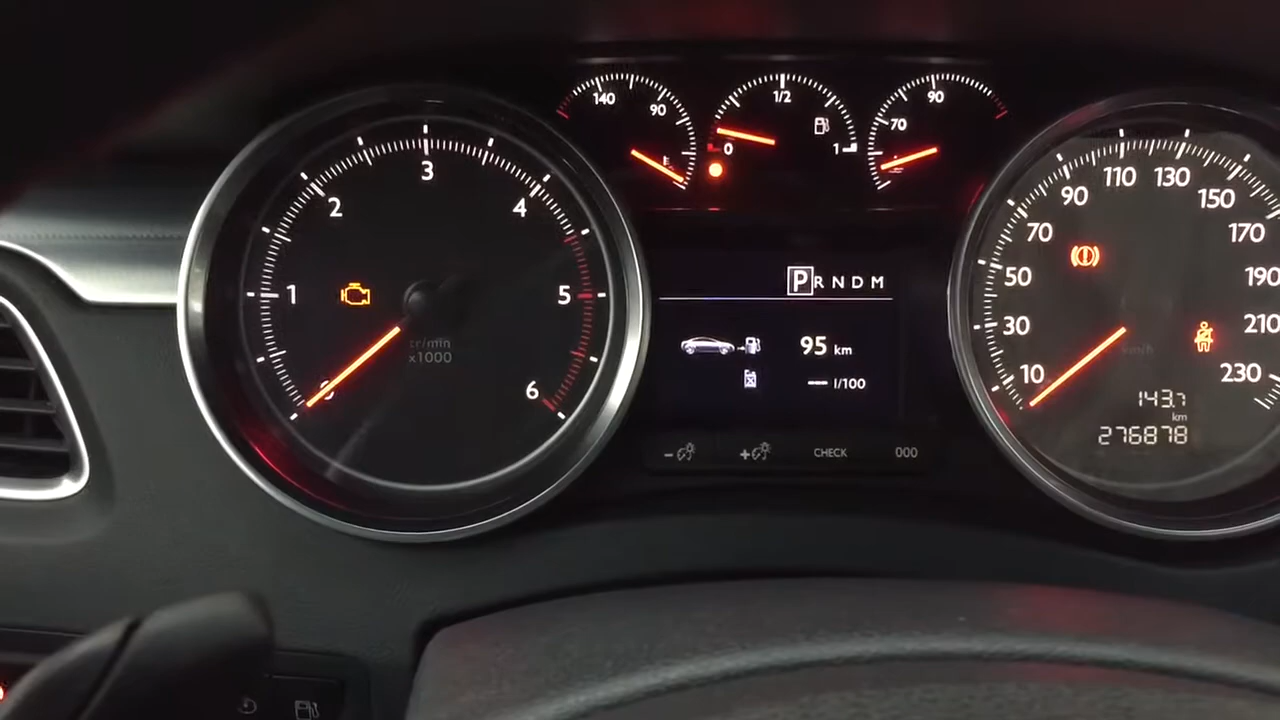 140 90
1/2
0 1
70 90
1 2 3 4 5 6
tr/min
x1000
P R N D M
95 km
--- l/100
CHECK 000
10 30 50 70 90 110 130 150 170 190 210 230
km/h
143.7
km
276878